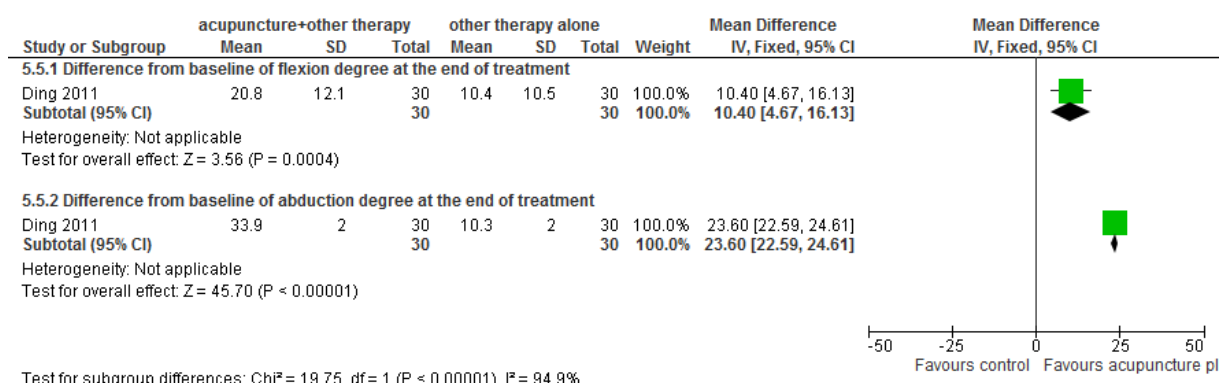 acupuncture+other therapy other therapy alone Mean Difference Mean Difference
Study or Subgroup Mean SD Total Mean SD Total Weight IV, Fixed, 95% CI IV, Fixed, 95% CI
5.5.1 Difference from baseline of flexion degree at the end of treatment
Ding 2011 20.8 12.1 30 10.4 10.5 30 100.0% 10.40 [4.67, 16.13]
Subtotal (95% CI) 30 30 100.0% 10.40 [4.67, 16.13]
Heterogeneity: Not applicable
Test for overall effect: Z = 3.56 (P = 0.0004)
5.5.2 Difference from baseline of abduction degree at the end of treatment
Ding 2011 33.9 2 30 10.3 2 30 100.0% 23.60 [22.59, 24.61]
Subtotal (95% CI) 30 30 100.0% 23.60 [22.59, 24.61]
Heterogeneity: Not applicable
Test for overall effect: Z = 45.70 (P < 0.00001)
-50 -25 0 25 50
Favours control Favours acupuncture pl
Test for subgroup differences: Chi² = 19.75, df = 1 (P < 0.00001), I² = 94.9%